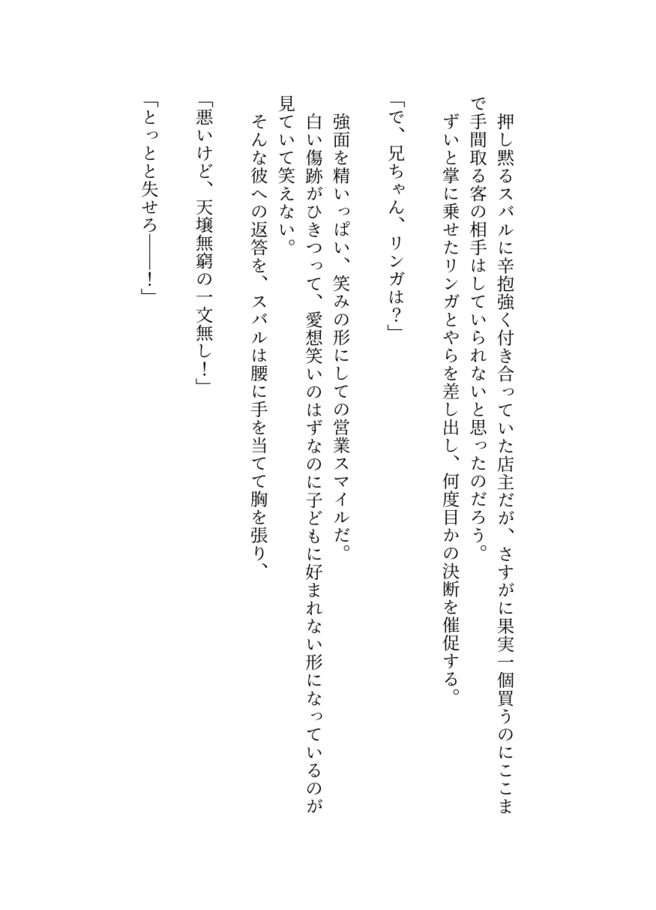 押し黙るスバルに辛抱強く付き合っていた店主だが、さすがに果実一個買うのにここま
で手間取る客の相手はしていられないと思ったのだろう。
ずいと掌に乗せたリンガとやらを差し出し、何度目かの決断を催促する。
「で、兄ちゃん、リンガは？」
強面を精いっぱい、笑みの形にしての営業スマイルだ。
白い傷跡がひきつって、愛想笑いのはずなのに子どもに好まれない形になっているのが
見ていて笑えない。
そんな彼への返答を、スバルは腰に手を当てて胸を張り、
「悪いけど、天壌無窮の一文無し！」
「とっとと失せろ――！」